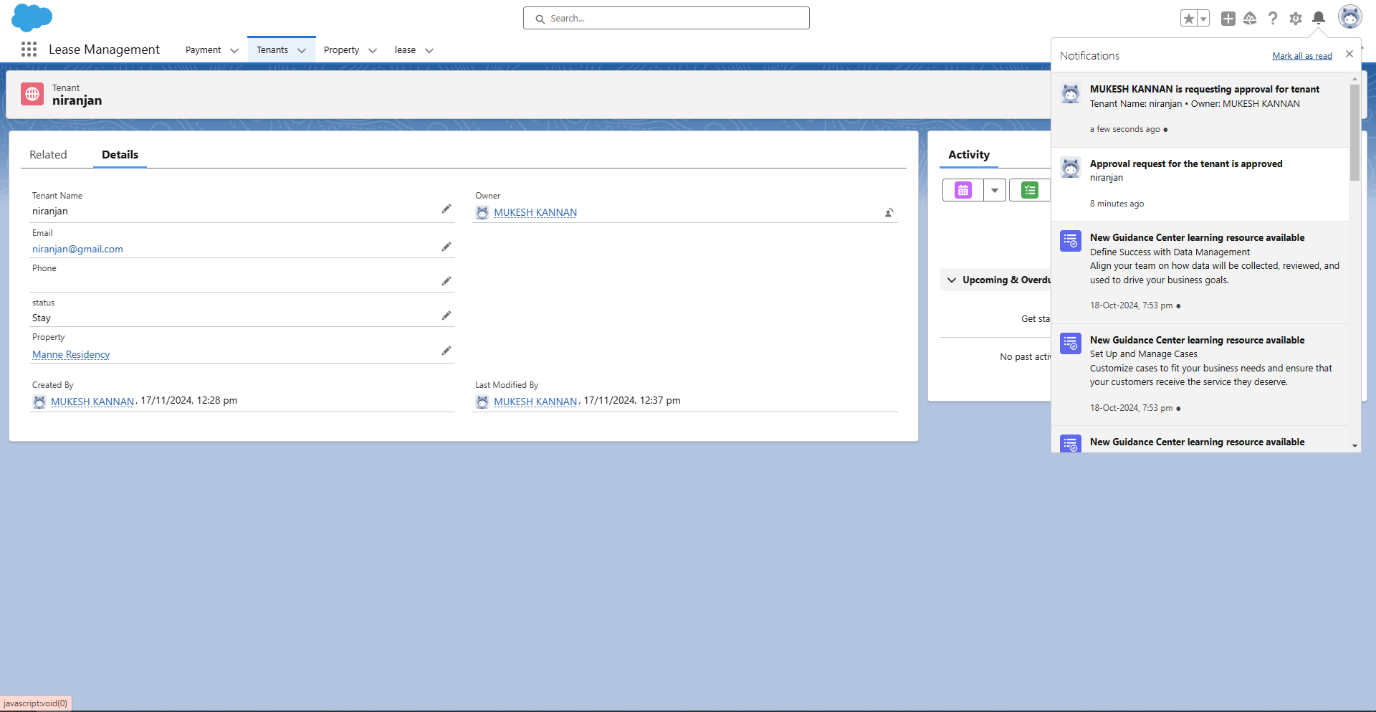 Search...
Lease Management
Payment
Tenants
Property
lease
Tenant
niranjan
Related
Details
Tenant Name
niranjan
Email
niranjan@gmail.com
Phone
status
Stay
Property
Manne Residency
Created By
MUKESH KANNAN, 17/11/2024, 12:28 pm
Owner
MUKESH KANNAN
Last Modified By
MUKESH KANNAN, 17/11/2024, 12:37 pm
Activity
Upcoming & Overdu
Get sta
No past activ
Notifications
Mark all as read
MUKESH KANNAN is requesting approval for tenant
Tenant Name: niranjan • Owner: MUKESH KANNAN
a few seconds ago •
Approval request for the tenant is approved
niranjan
8 minutes ago
New Guidance Center learning resource available
Define Success with Data Management
Align your team on how data will be collected, reviewed, and
used to drive your business goals.
18-Oct-2024, 7:53 pm •
New Guidance Center learning resource available
Set Up and Manage Cases
Customize cases to fit your business needs and ensure that
your customers receive the service they deserve.
18-Oct-2024, 7:53 pm •
New Guidance Center learning resource available
javascript:void(0)